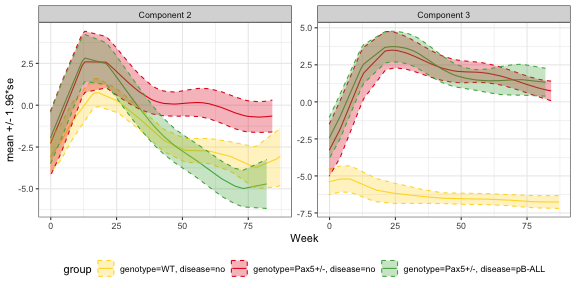 Component 2
Component 3
mean +/- 1.96*se
2.5
0.0
-2.5
-5.0
5.0
2.5
0.0
-2.5
-5.0
-7.5
0
25
50
75
0
25
50
75
Week
group
genotype=WT, disease=no
genotype=Pax5+/-, disease=no
genotype=Pax5+/-, disease=pB-ALL